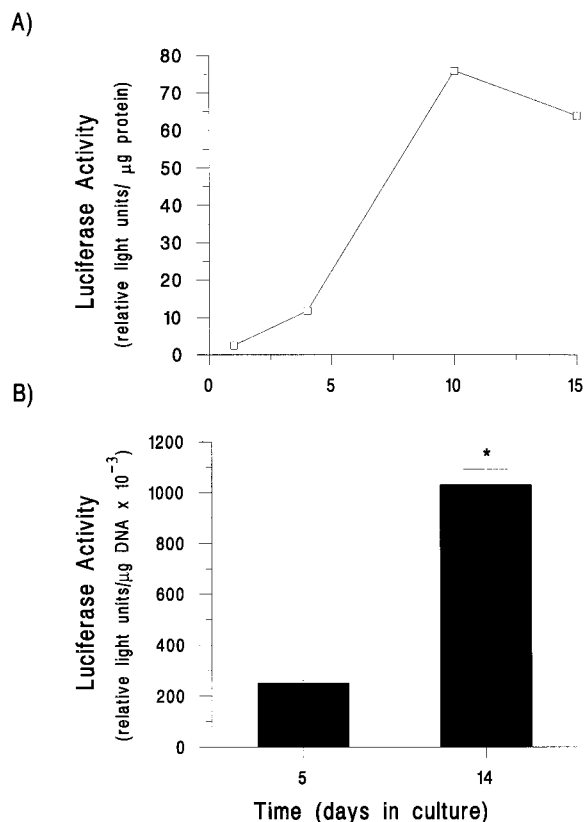 A)
Luciferase Activity
(relative light units/ µg protein)
80
70
60
50
40
30
20
10
0
0 5 10 15
B)
Luciferase Activity
(relative light units/µg DNA x 10⁻³)
1200
1000
800
600
400
200
0
*
5 14
Time (days in culture)